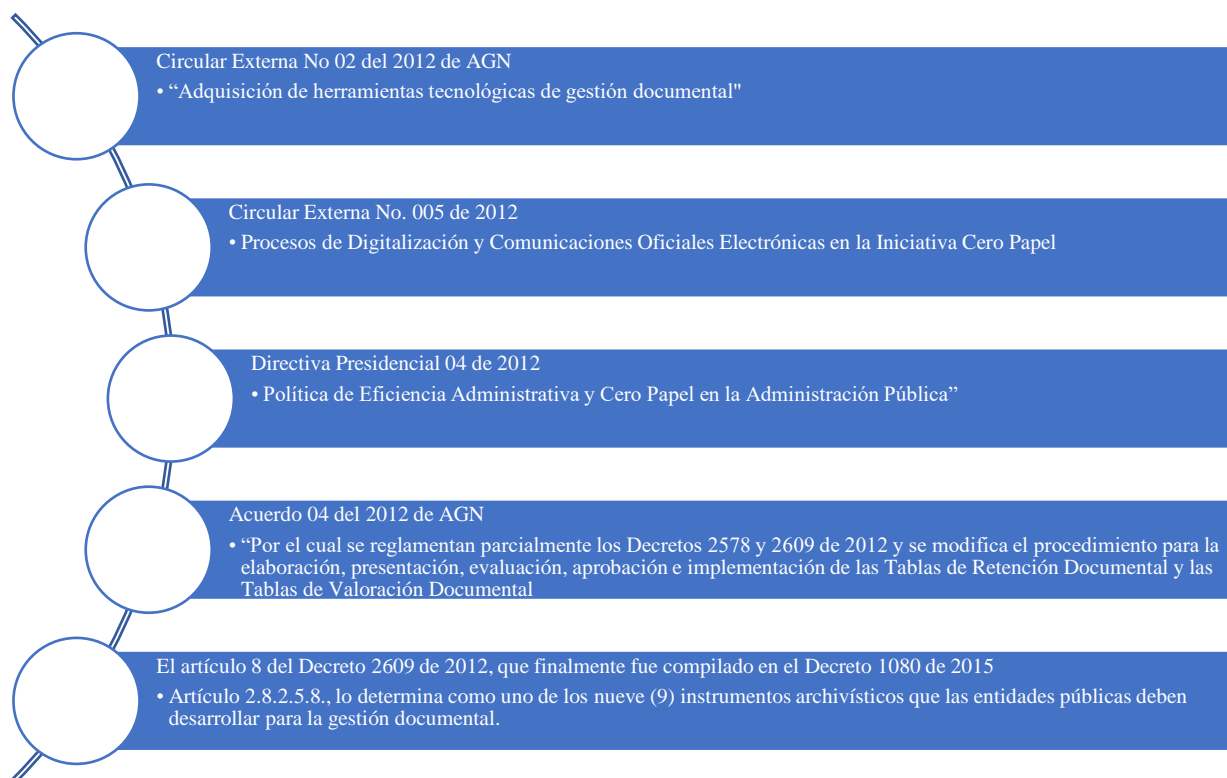 Circular Externa No 02 del 2012 de AGN
• “Adquisición de herramientas tecnológicas de gestión documental"
Circular Externa No. 005 de 2012
• Procesos de Digitalización y Comunicaciones Oficiales Electrónicas en la Iniciativa Cero Papel
Directiva Presidencial 04 de 2012
• Política de Eficiencia Administrativa y Cero Papel en la Administración Pública”
Acuerdo 04 del 2012 de AGN
• “Por el cual se reglamentan parcialmente los Decretos 2578 y 2609 de 2012 y se modifica el procedimiento para la
elaboración, presentación, evaluación, aprobación e implementación de las Tablas de Retención Documental y las
Tablas de Valoración Documental
El artículo 8 del Decreto 2609 de 2012, que finalmente fue compilado en el Decreto 1080 de 2015
• Artículo 2.8.2.5.8., lo determina como uno de los nueve (9) instrumentos archivísticos que las entidades públicas deben
desarrollar para la gestión documental.